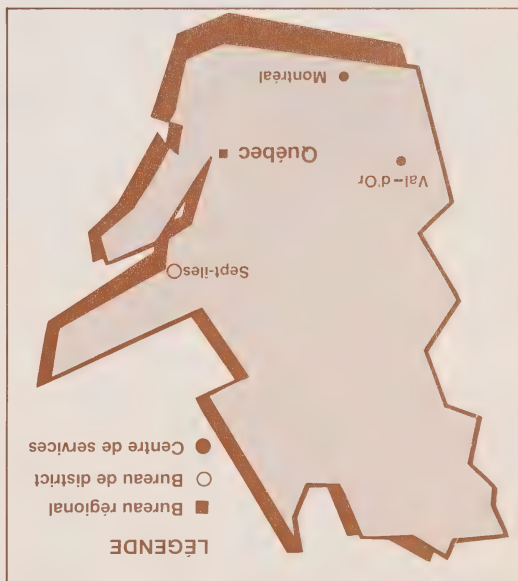 LÉGENDE
■ Bureau régional
○ Bureau de district
● Centre de services
Sept-îles
Val-d'Or
Québec
Montréal